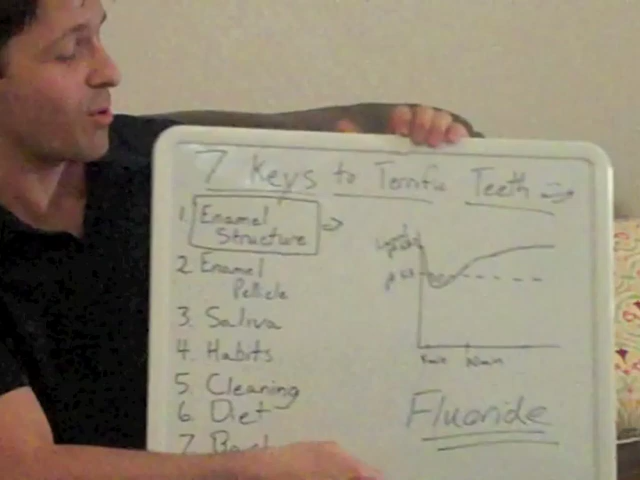 7 Keys to Terrific Teeth
1. Enamel
Structure
2 Enamel
Pellicle
3. Saliva
4. Habits
5. Cleaning
6. Diet
7.
Fluoride